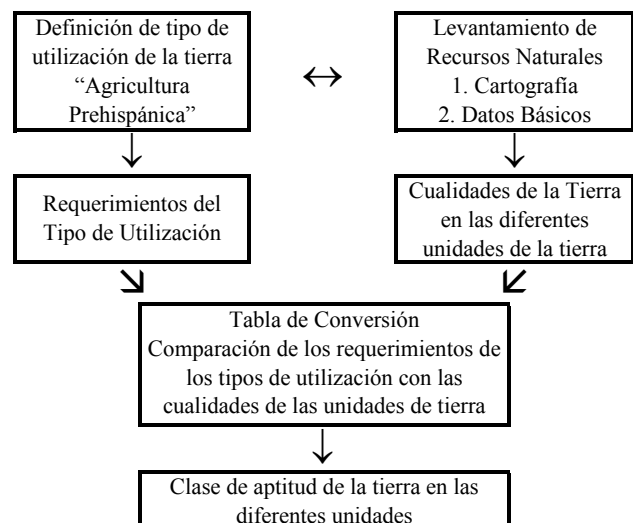 Definición de tipo de
utilización de la tierra
“Agricultura
Prehispánica”
Levantamiento de
Recursos Naturales
1. Cartografía
2. Datos Básicos
Requerimientos del
Tipo de Utilización
Cualidades de la Tierra
en las diferentes
unidades de la tierra
Tabla de Conversión
Comparación de los requerimientos de
los tipos de utilización con las
cualidades de las unidades de tierra
Clase de aptitud de la tierra en las
diferentes unidades